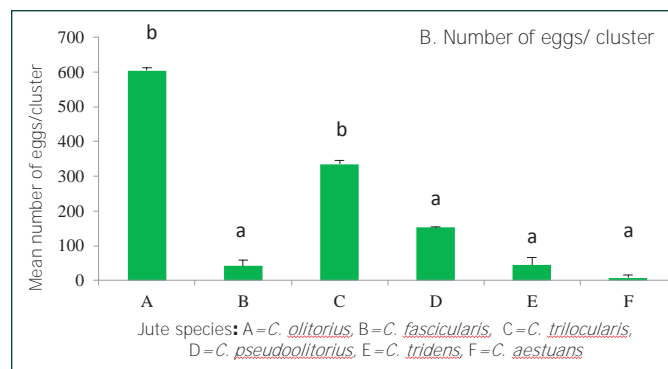 B. Number of eggs/ cluster
Mean number of eggs/cluster
700
600
500
400
300
200
100
0
b
a
b
a
a
a
A B C D E F
Jute species: A=C. olitorius, B=C. fascicularis, C=C. trilocularis,
D=C. pseudoolitorius, E=C. tridens, F=C. aestuans